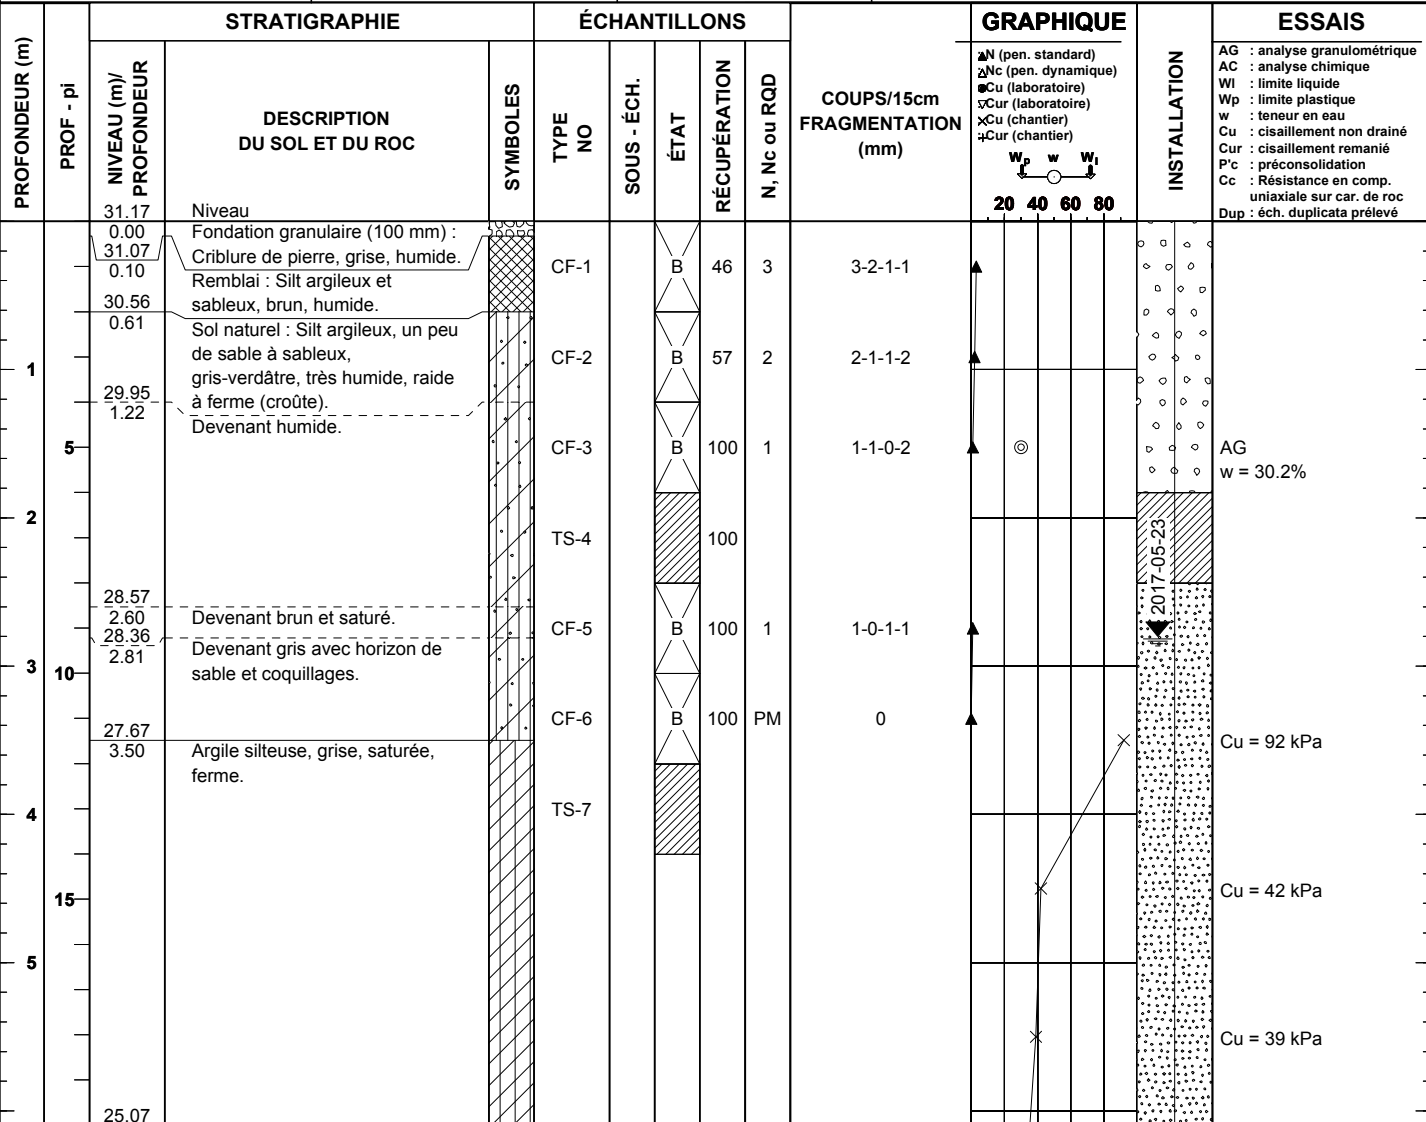 STRATIGRAPHIE
ÉCHANTILLONS
GRAPHIQUE
ESSAIS
PROFONDEUR (m)
PROF - pi
NIVEAU (m)/
PROFONDEUR
DESCRIPTION
DU SOL ET DU ROC
SYMBOLES
TYPE
NO
SOUS - ÉCH.
ÉTAT
RÉCUPÉRATION
N, Nc ou RQD
COUPS/15cm
FRAGMENTATION
(mm)
N (pen. standard)
Nc (pen. dynamique)
Cu (laboratoire)
Cur (laboratoire)
Cu (chantier)
Cur (chantier)
Wp w Wl
20 40 60 80
INSTALLATION
AG : analyse granulométrique
AC : analyse chimique
Wl : limite liquide
Wp : limite plastique
w : teneur en eau
Cu : cisaillement non drainé
Cur : cisaillement remanié
P'c : préconsolidation
Cc : Résistance en comp.
uniaxiale sur car. de roc
Dup : éch. duplicata prélevé
31.17 Niveau
0.00 Fondation granulaire (100 mm) :
31.07 Criblure de pierre, grise, humide.
0.10
CF-1 B 46 3 3-2-1-1
Remblai : Silt argileux et
30.56 sableux, brun, humide.
0.61
Sol naturel : Silt argileux, un peu
de sable à sableux,
CF-2 B 57 2 2-1-1-2
1
gris-verdâtre, très humide, raide
29.95 à ferme (croûte).
1.22
Devenant humide.
5 CF-3 B 100 1 1-1-0-2 AG
w = 30.2%
2
TS-4 100
2017-05-23
28.57
2.60 Devenant brun et saturé.
CF-5 B 100 1 1-0-1-1
28.36
2.81 Devenant gris avec horizon de
sable et coquillages.
3
10
CF-6 B 100 PM 0
27.67
3.50 Argile silteuse, grise, saturée,
ferme.
Cu = 92 kPa
TS-7
4
Cu = 42 kPa
15
5
Cu = 39 kPa
25.07